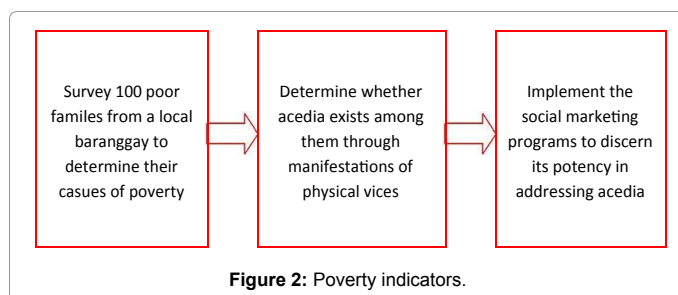 Survey 100 poor
familes from a local
baranggay to
determine their
casues of poverty
Determine whether
acedia exists among
them through
manifestations of
physical vices
Implement the
social marketing
programs to discern
its potency in
addressing acedia
Figure 2: Poverty indicators.